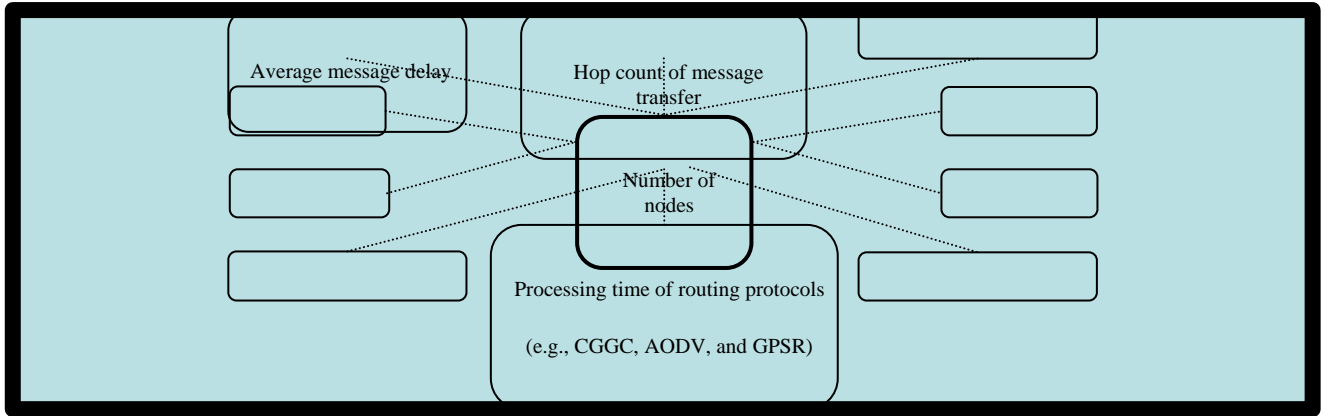 Average message delay
Hop count of message
transfer
Number of
nodes
Processing time of routing protocols
(e.g., CGGC, AODV, and GPSR)